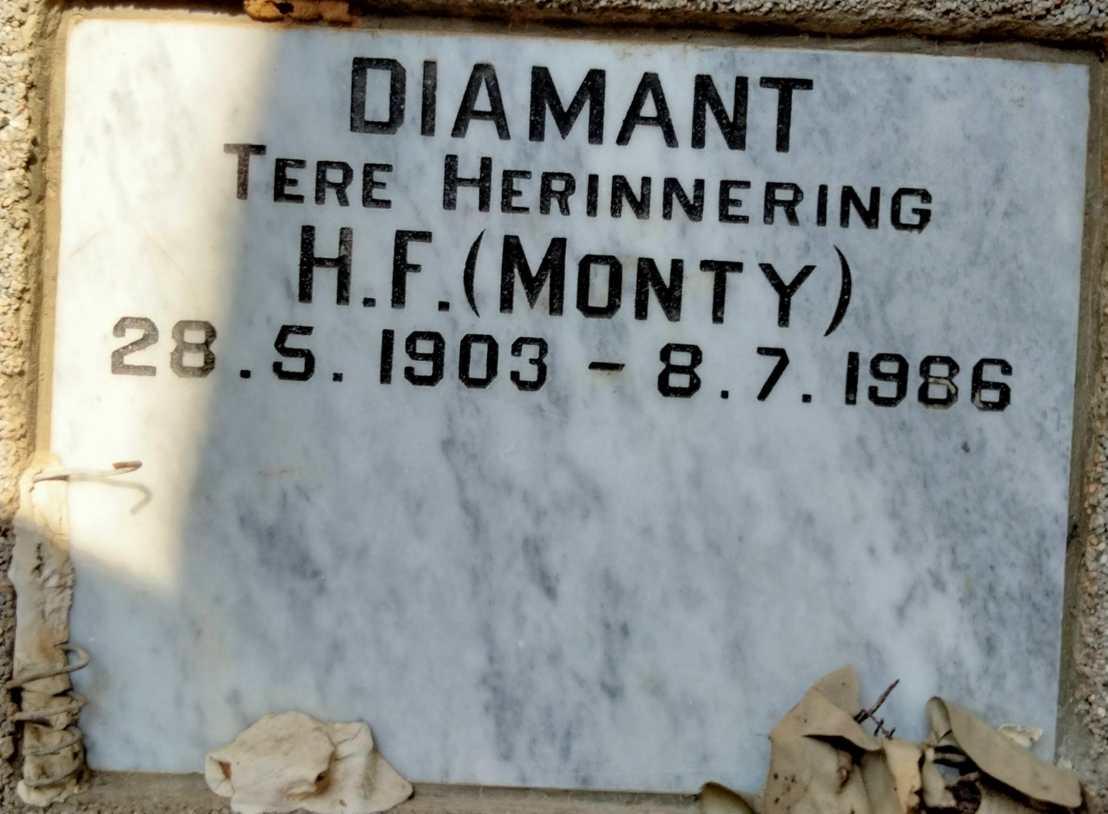 DIAMANT
TERE HERINNERING
H.F. (MONTY)
28.5.1903 - 8.7.1986